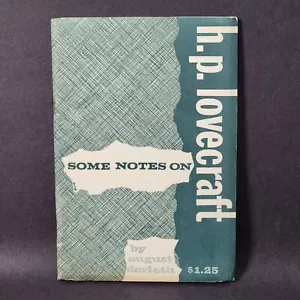 SOME NOTES ON
h.p. lovecraft
by
august
derleth
$1.25